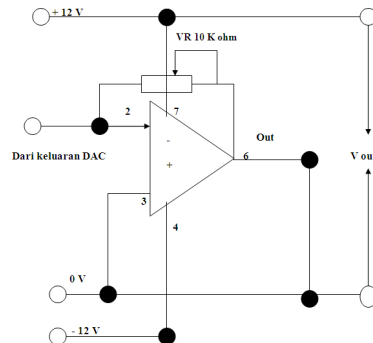 + 12 V
VR 10 K ohm
2
7
Dari keluaran DAC
-
+
Out
6
V ou
3
4
0 V
- 12 V